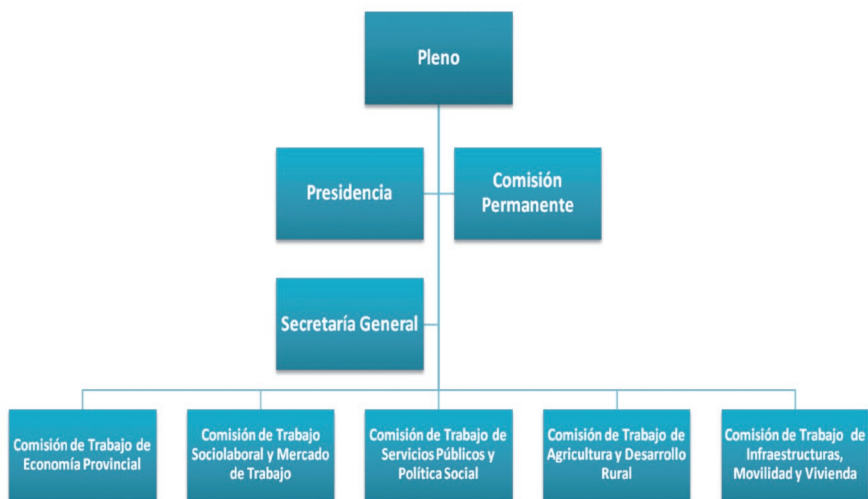 Pleno
Presidencia
Comisión
Permanente
Secretaría General
Comisión de Trabajo de
Economía Provincial
Comisión de Trabajo
Sociolaboral y Mercado
de Trabajo
Comisión de Trabajo de
Servicios Públicos y
Política Social
Comisión de Trabajo de
Agricultura y Desarrollo
Rural
Comisión de Trabajo de
Infraestructuras,
Movilidad y Vivienda